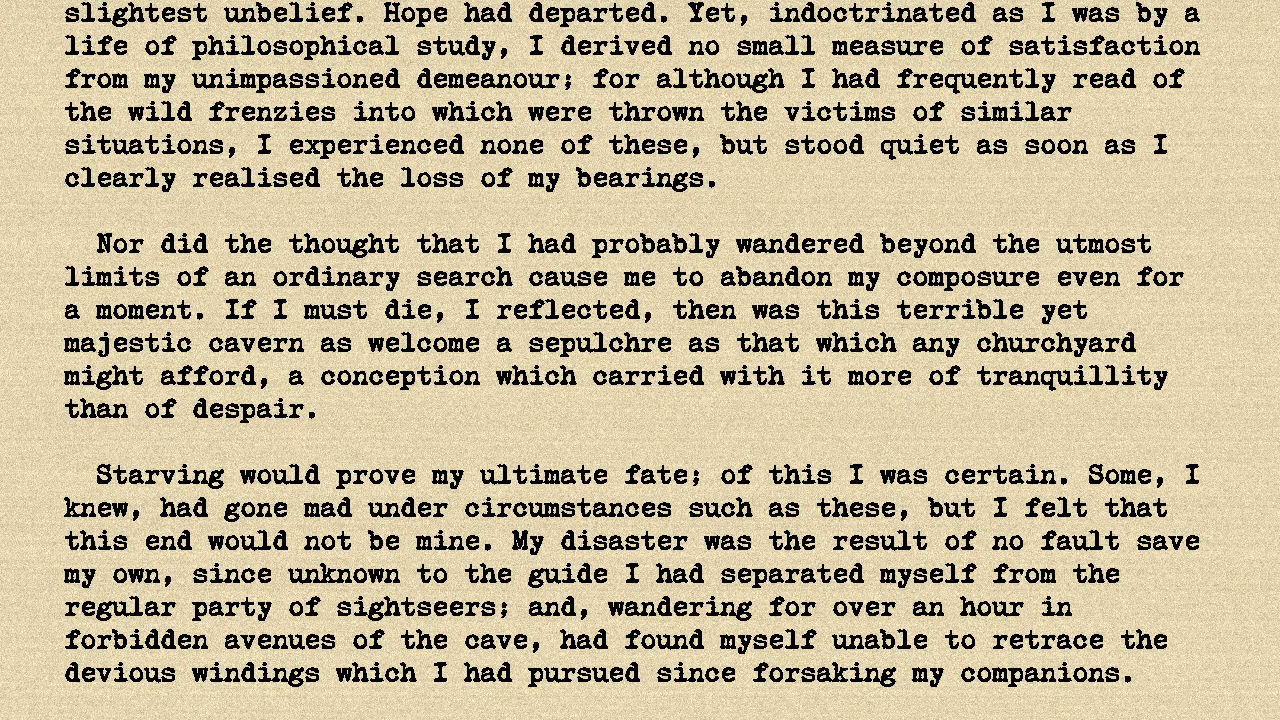 slightest unbelief. Hope had departed. Yet, indoctrinated as I was by a
life of philosophical study, I derived no small measure of satisfaction
from my unimpassioned demeanour; for although I had frequently read of
the wild frenzies into which were thrown the victims of similar
situations, I experienced none of these, but stood quiet as soon as I
clearly realised the loss of my bearings.
Nor did the thought that I had probably wandered beyond the utmost
limits of an ordinary search cause me to abandon my composure even for
a moment. If I must die, I reflected, then was this terrible yet
majestic cavern as welcome a sepulchre as that which any churchyard
might afford, a conception which carried with it more of tranquillity
than of despair.
Starving would prove my ultimate fate; of this I was certain. Some, I
knew, had gone mad under circumstances such as these, but I felt that
this end would not be mine. My disaster was the result of no fault save
my own, since unknown to the guide I had separated myself from the
regular party of sightseers; and, wandering for over an hour in
forbidden avenues of the cave, had found myself unable to retrace the
devious windings which I had pursued since forsaking my companions.